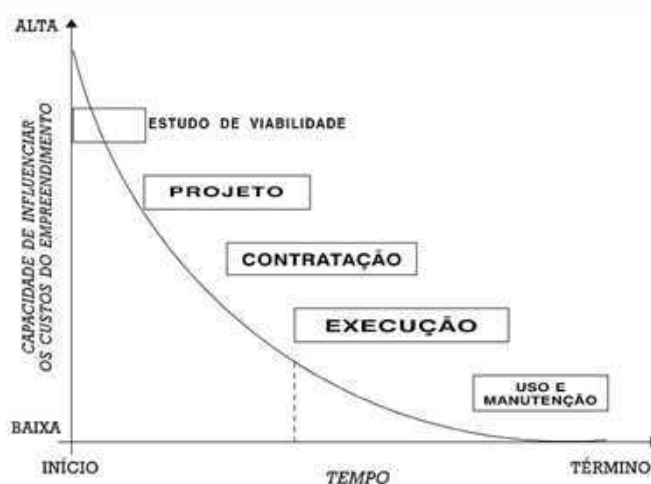 ALTA
ESTUDO DE VIABILIDADE
PROJETO
CONTRATAÇÃO
EXECUÇÃO
USO E
MANUTENÇÃO
CAPACIDADE DE INFLUENCIAR
OS CUSTOS DO EMPREENDIMENTO
BAIXA
INÍCIO
TEMPO
TÉRMINO